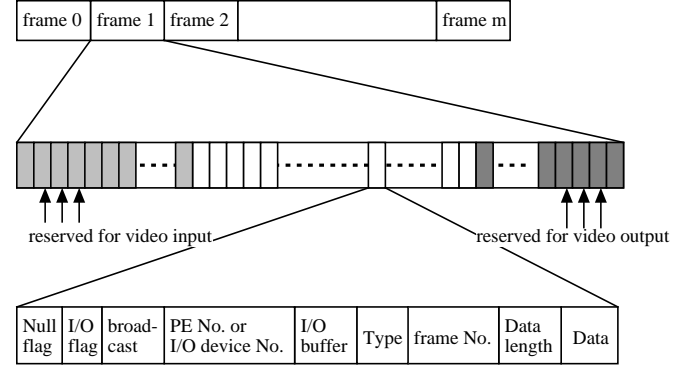 frame 0 frame 1 frame 2 frame m
reserved for video input
reserved for video output
Null flag
I/O flag
broad-
cast
PE No. or
I/O device No.
I/O
buffer
Type
frame No.
Data
length
Data